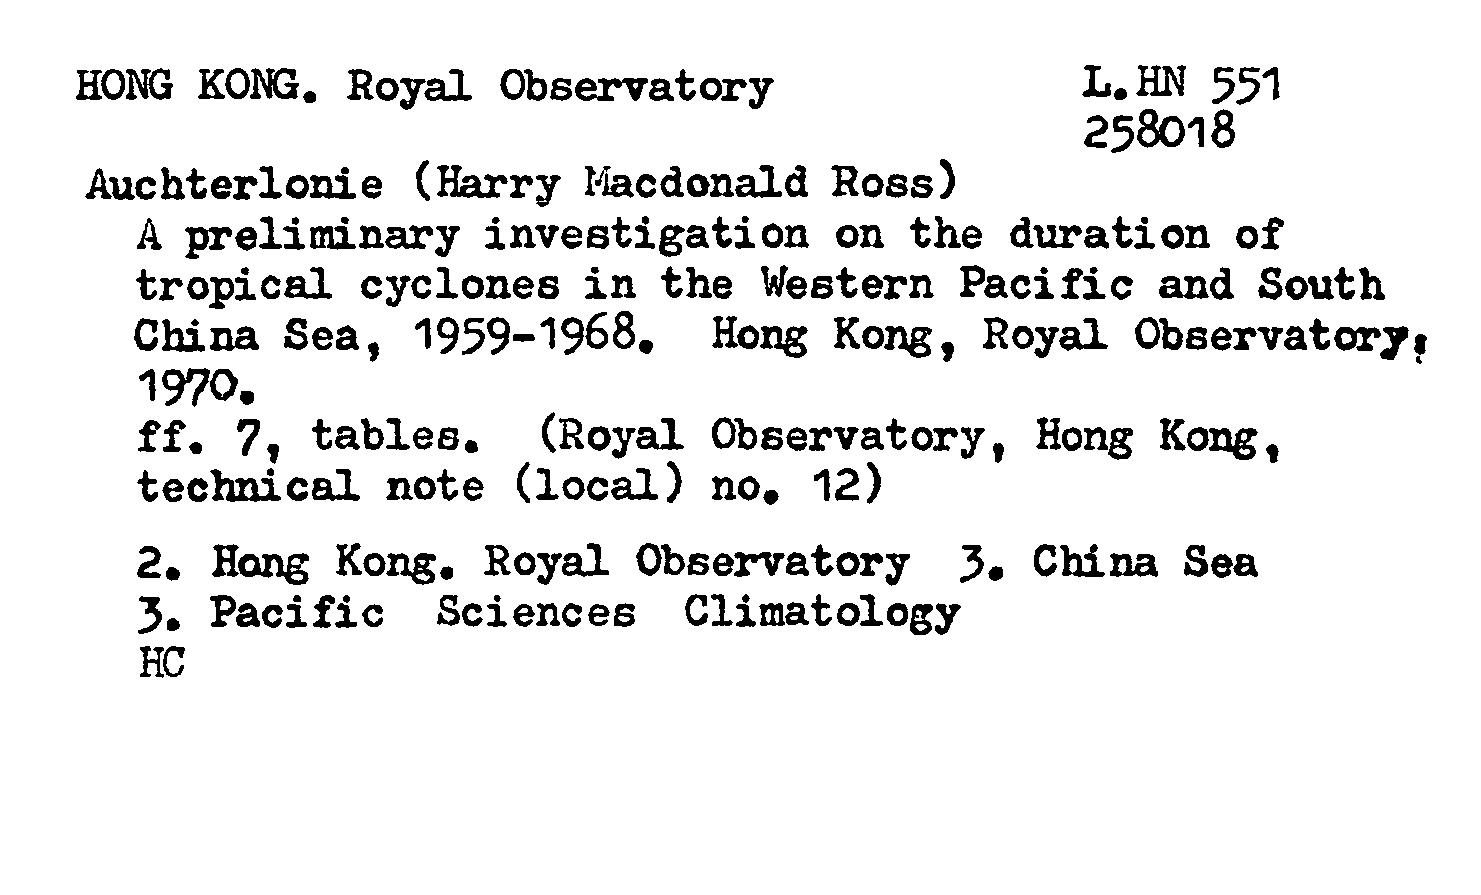 HONG KONG. Royal Observatory L.HN 551
258018
Auchterlonie (Harry Macdonald Ross)
A preliminary investigation on the duration of
tropical cyclones in the Western Pacific and South
China Sea, 1959-1968. Hong Kong, Royal Observatory,
1970.
ff. 7, tables. (Royal Observatory, Hong Kong,
technical note (local) no. 12)
2. Hong Kong. Royal Observatory 3. China Sea
3. Pacific Sciences Climatology
HC